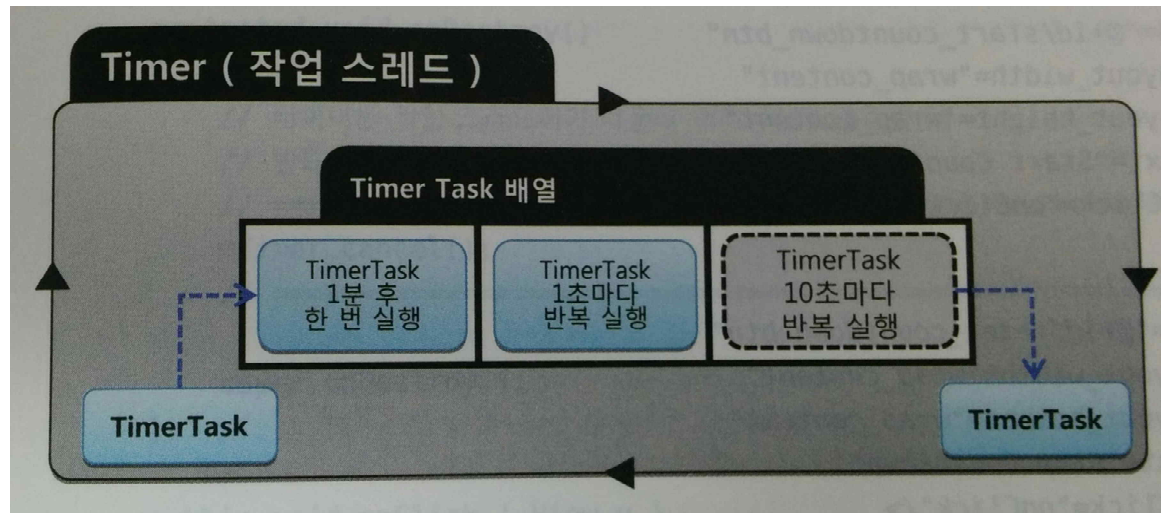 Timer ( 작업 스레드 )
Timer Task 배열
TimerTask
1분 후
한 번 실행
TimerTask
1초마다
반복 실행
TimerTask
10초마다
반복 실행
TimerTask
TimerTask